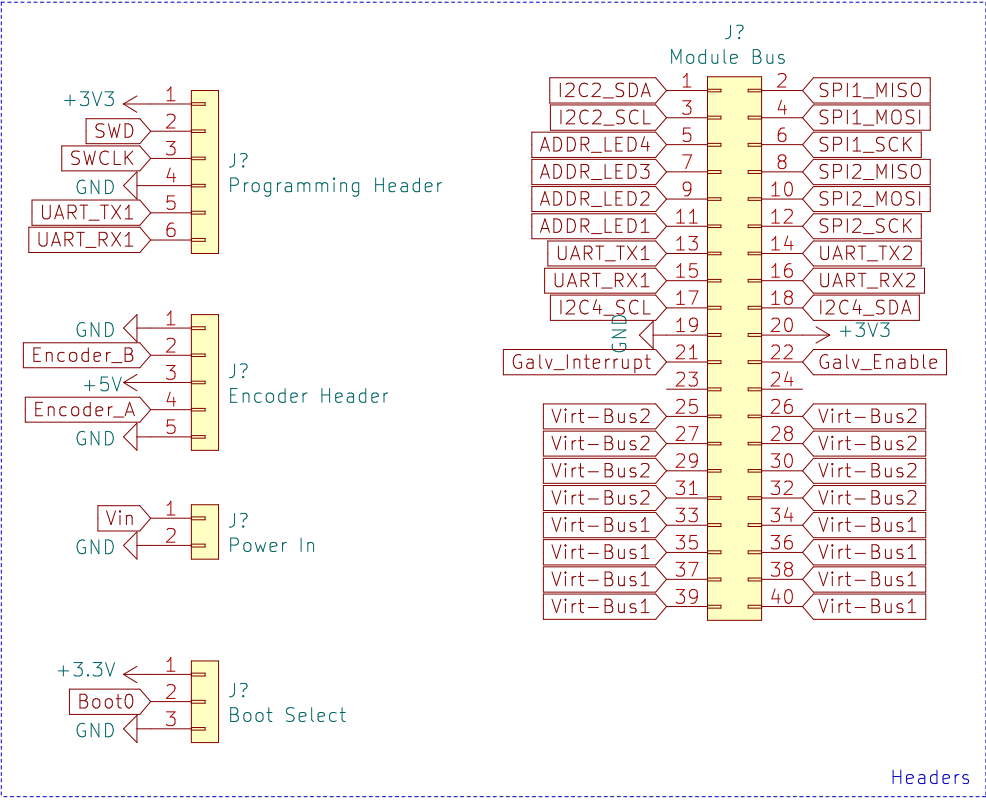 J?
Module Bus
I2C2_SDA 1 2 SPI1_MISO
I2C2_SCL 3 4 SPI1_MOSI
ADDR_LED4 5 6 SPI1_SCK
ADDR_LED3 7 8 SPI2_MISO
ADDR_LED2 9 10 SPI2_MOSI
ADDR_LED1 11 12 SPI2_SCK
UART_TX1 13 14 UART_TX2
UART_RX1 15 16 UART_RX2
I2C4_SCL 17 18 I2C4_SDA
GND 19 20 +3V3
Galv_Interrupt 21 22 Galv_Enable
23 24
Virt-Bus2 25 26 Virt-Bus2
Virt-Bus2 27 28 Virt-Bus2
Virt-Bus2 29 30 Virt-Bus2
Virt-Bus2 31 32 Virt-Bus2
Virt-Bus1 33 34 Virt-Bus1
Virt-Bus1 35 36 Virt-Bus1
Virt-Bus1 37 38 Virt-Bus1
Virt-Bus1 39 40 Virt-Bus1
+3V3 1
SWD 2
SWCLK 3
GND 4
UART_TX1 5
UART_RX1 6
J?
Programming Header
GND 1
Encoder_B 2
+5V 3
Encoder_A 4
GND 5
J?
Encoder Header
Vin 1
GND 2
J?
Power In
+3.3V 1
Boot0 2
GND 3
J?
Boot Select
Headers